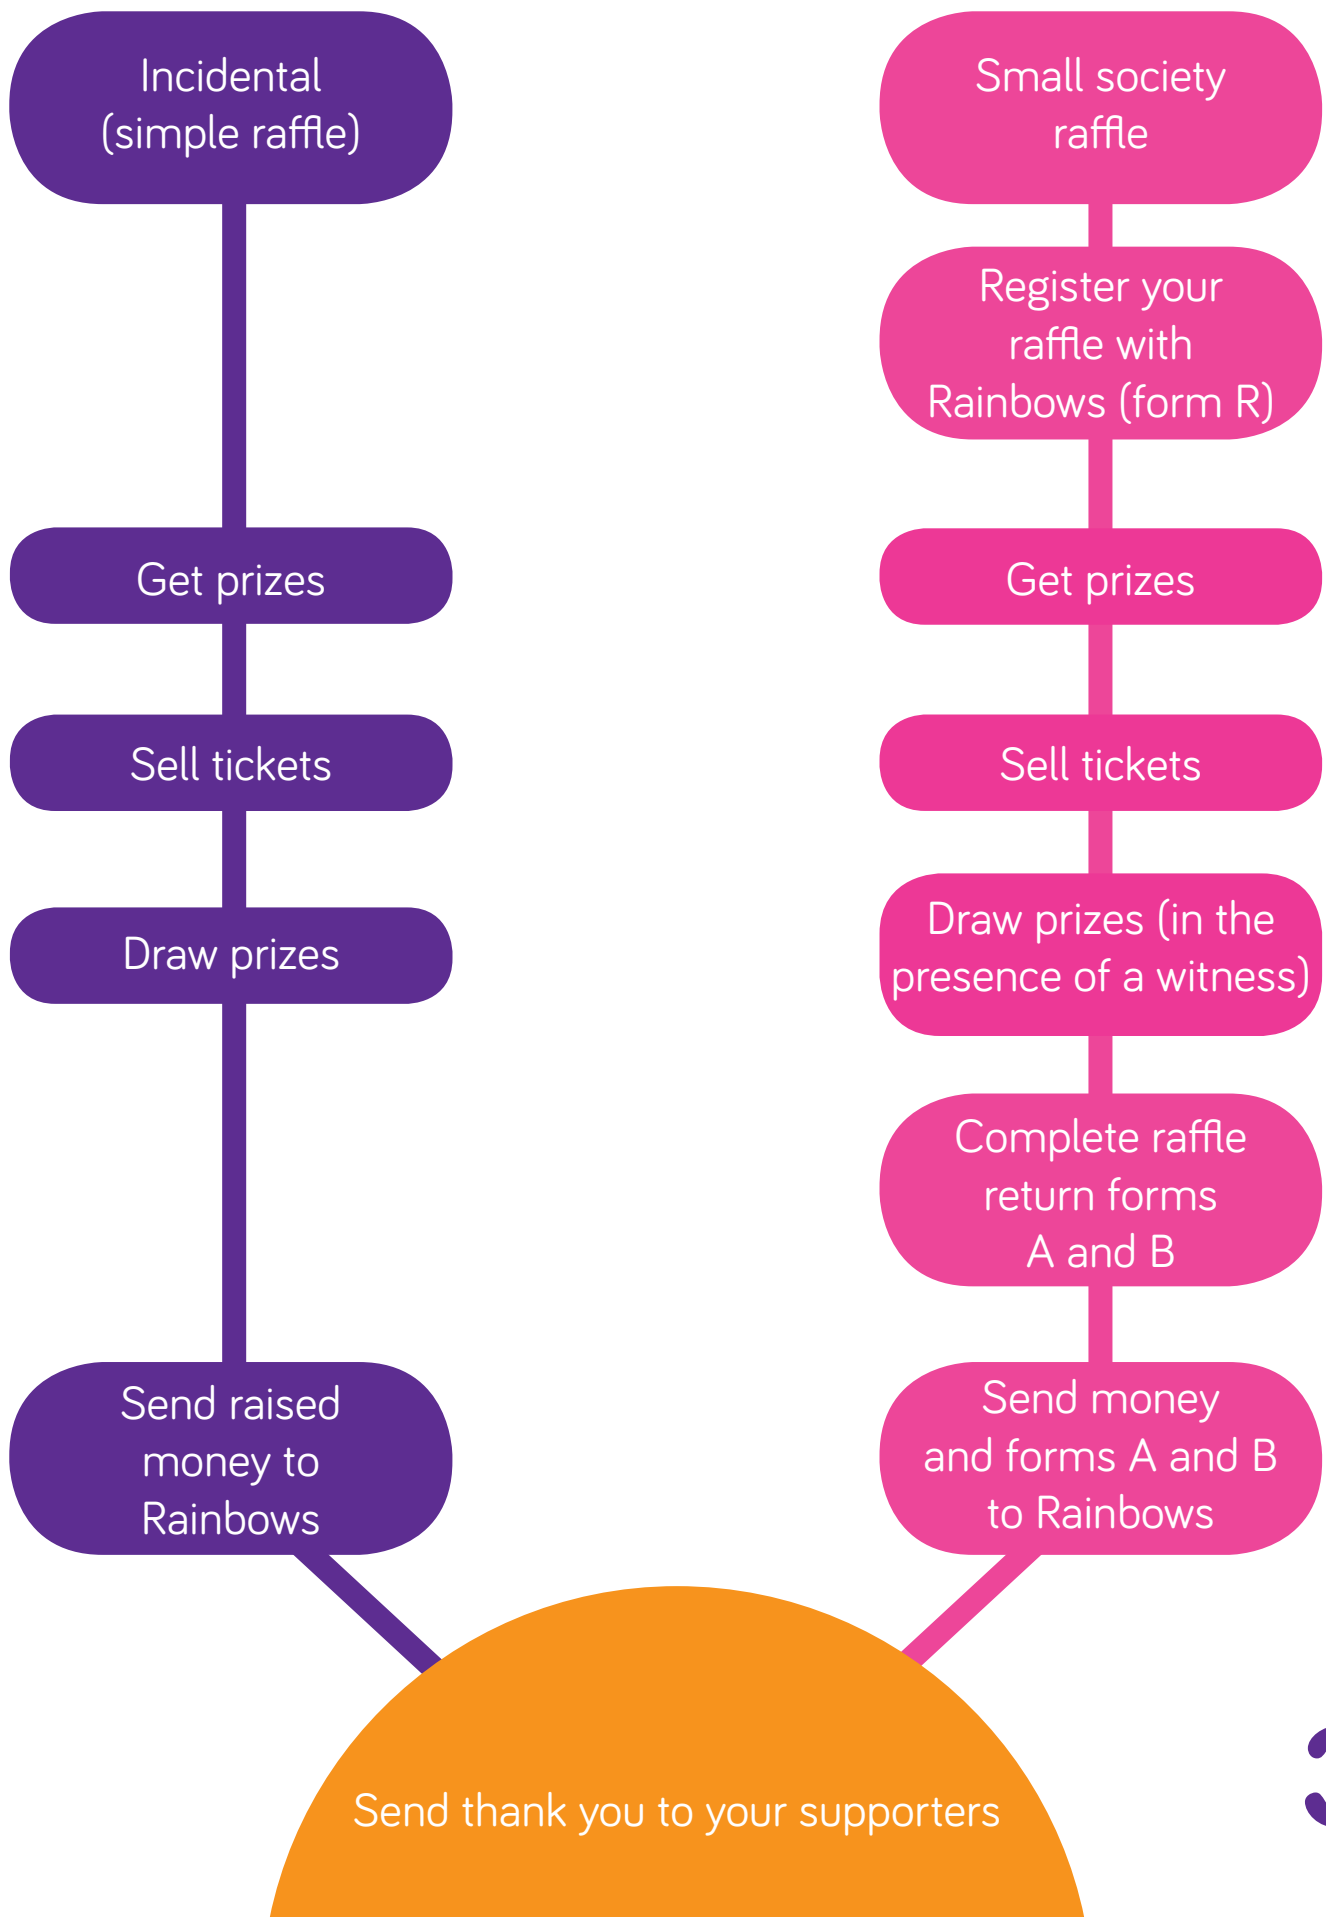 Incidental
(simple raffle)
Get prizes
Sell tickets
Draw prizes
Send raised
money to
Rainbows
Small society
raffle
Register your
raffle with
Rainbows (form R)
Get prizes
Sell tickets
Draw prizes (in the
presence of a witness)
Complete raffle
return forms
A and B
Send money
and forms A and B
to Rainbows
Send thank you to your supporters